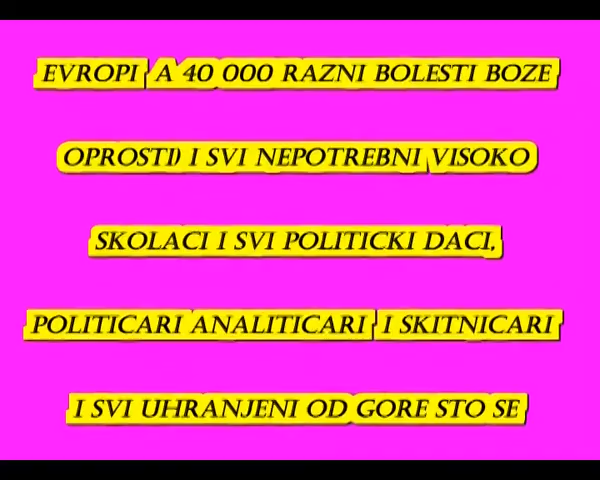 EVROPI A 40 000 RAZNI BOLESTI BOZE
OPROSTI) I SVI NEPOTREBNI VISOKO
SKOLACI I SVI POLITICKI DACI,
POLITICARI ANALITICARI I SKITNICARI
I SVI UHRANJENI OD GORE STO SE